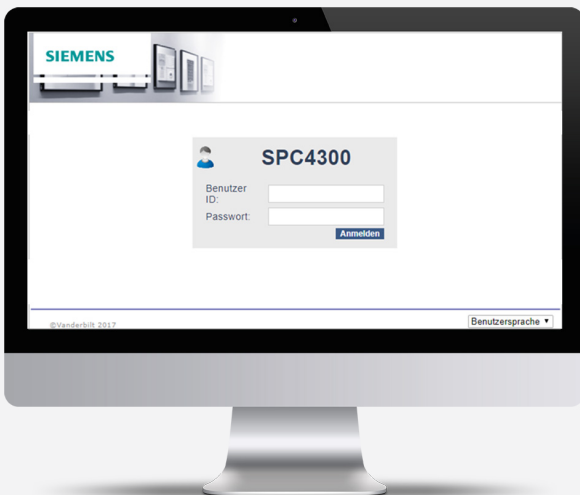 SIEMENS
SPC4300
Benutzer
ID:
Passwort:
Anmelden
©Vanderbilt 2017
Benutzersprache